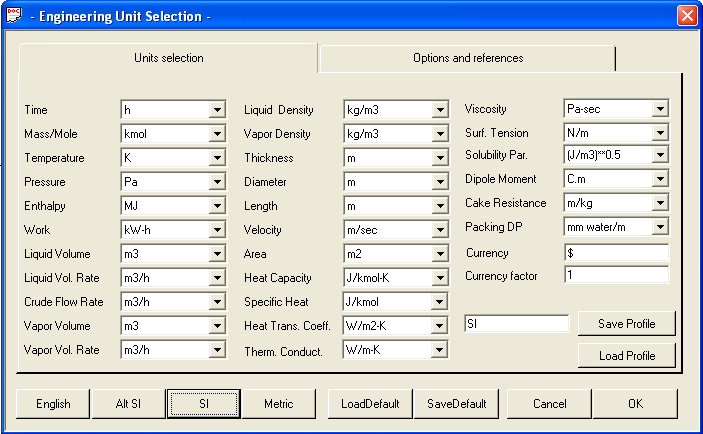 - Engineering Unit Selection -
Units selection
Options and references
Time h
Mass/Mole kmol
Temperature K
Pressure Pa
Enthalpy MJ
Work kW-h
Liquid Volume m3
Liquid Vol. Rate m3/h
Crude Flow Rate m3/h
Vapor Volume m3
Vapor Vol. Rate m3/h
Liquid Density kg/m3
Vapor Density kg/m3
Thickness m
Diameter m
Length m
Velocity m/sec
Area m2
Heat Capacity J/kmol-K
Specific Heat J/kmol
Heat Trans. Coeff. W/m2-K
Therm. Conduct. W/m-K
Viscosity Pa-sec
Surf. Tension N/m
Solubility Par. (J/m3)**0.5
Dipole Moment C.m
Cake Resistance m/kg
Packing DP mm water/m
Currency $
Currency factor 1
SI Save Profile
Load Profile
English Alt SI SI Metric LoadDefault SaveDefault Cancel OK